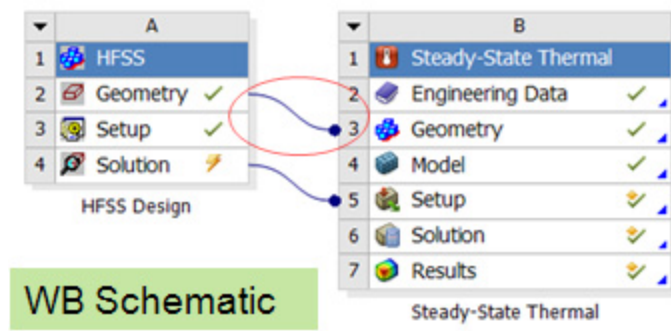 A
1 HFSS
2 Geometry
3 Setup
4 Solution
HFSS Design
B
1 Steady-State Thermal
2 Engineering Data
3 Geometry
4 Model
5 Setup
6 Solution
7 Results
Steady-State Thermal
WB Schematic